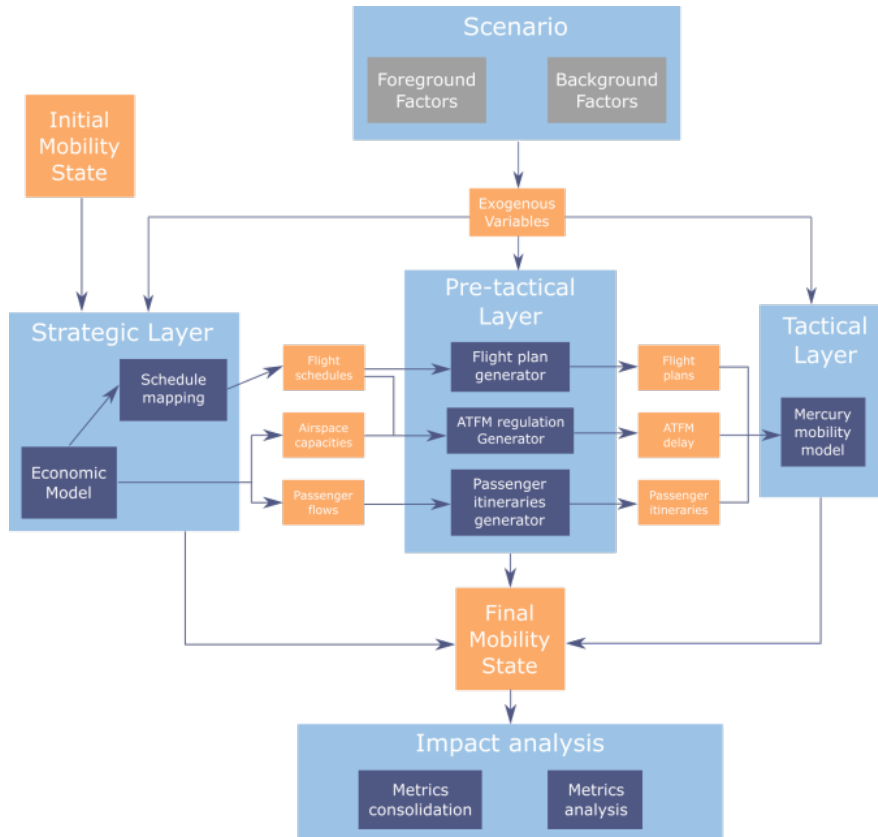 Scenario
Foreground
Factors
Background
Factors
Initial
Mobility
State
Exogenous
Variables
Strategic Layer
Schedule
mapping
Economic
Model
Flight
schedules
Airspace
capacities
Passenger
flows
Pre-tactical
Layer
Flight plan
generator
ATFM regulation
Generator
Passenger
itineraries
generator
Flight
plans
ATFM
delay
Passenger
itineraries
Tactical
Layer
Mercury
mobility
model
Final
Mobility
State
Impact analysis
Metrics
consolidation
Metrics
analysis